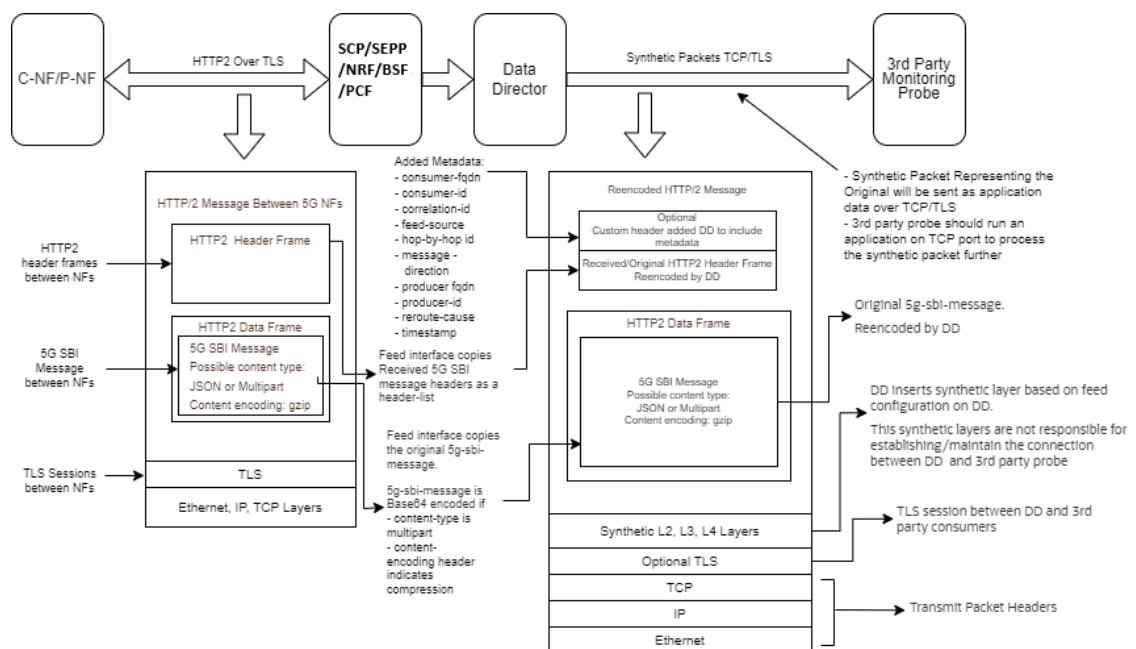 C-NF/P-NF
HTTP2 Over TLS
SCP/SEPP
/NRF/BSF
/PCF
Data
Director
Synthetic Packets TCP/TLS
3rd Party
Monitoring
Probe
HTTP/2 Message Between 5G NFs
HTTP2 Header Frame
HTTP2
header frames
between NFs
HTTP2 Data Frame
5G SBI Message
Possible content type:
JSON or Multipart
Content encoding: gzip
5G SBI
Message
between NFs
TLS Sessions
between NFs
TLS
Ethernet, IP, TCP Layers
Added Metadata:
- consumer-fqdn
- consumer-id
- correlation-id
- feed-source
- hop-by-hop id
- message -
direction
- producer fqdn
- producer-id
- reroute-cause
- timestamp
Feed interface copies
Received 5G SBI
message headers as a
header-list
Feed interface copies
the original 5g-sbi-
message.
5g-sbi-message is
Base64 encoded if
- content-type is
multipart
- content-
encoding header
indicates
compression
Reencoded HTTP/2 Message
Optional
Custom header added DD to include
metadata
Received/Original HTTP2 Header Frame
Reencoded by DD
HTTP2 Data Frame
5G SBI Message
Possible content type:
JSON or Multipart
Content encoding: gzip
Synthetic L2, L3, L4 Layers
Optional TLS
TCP
IP
Ethernet
- Synthetic Packet Representing the
Original will be sent as application
data over TCP/TLS
- 3rd party probe should run an
application on TCP port to process
the synthetic packet further
Original 5g-sbi-message.
Reencoded by DD
DD inserts synthetic layer based on feed
configuration on DD.
This synthetic layers are not responsible for
establishing/maintain the connection
between DD and 3rd party probe
TLS session between DD and 3rd
party consumers
Transmit Packet Headers